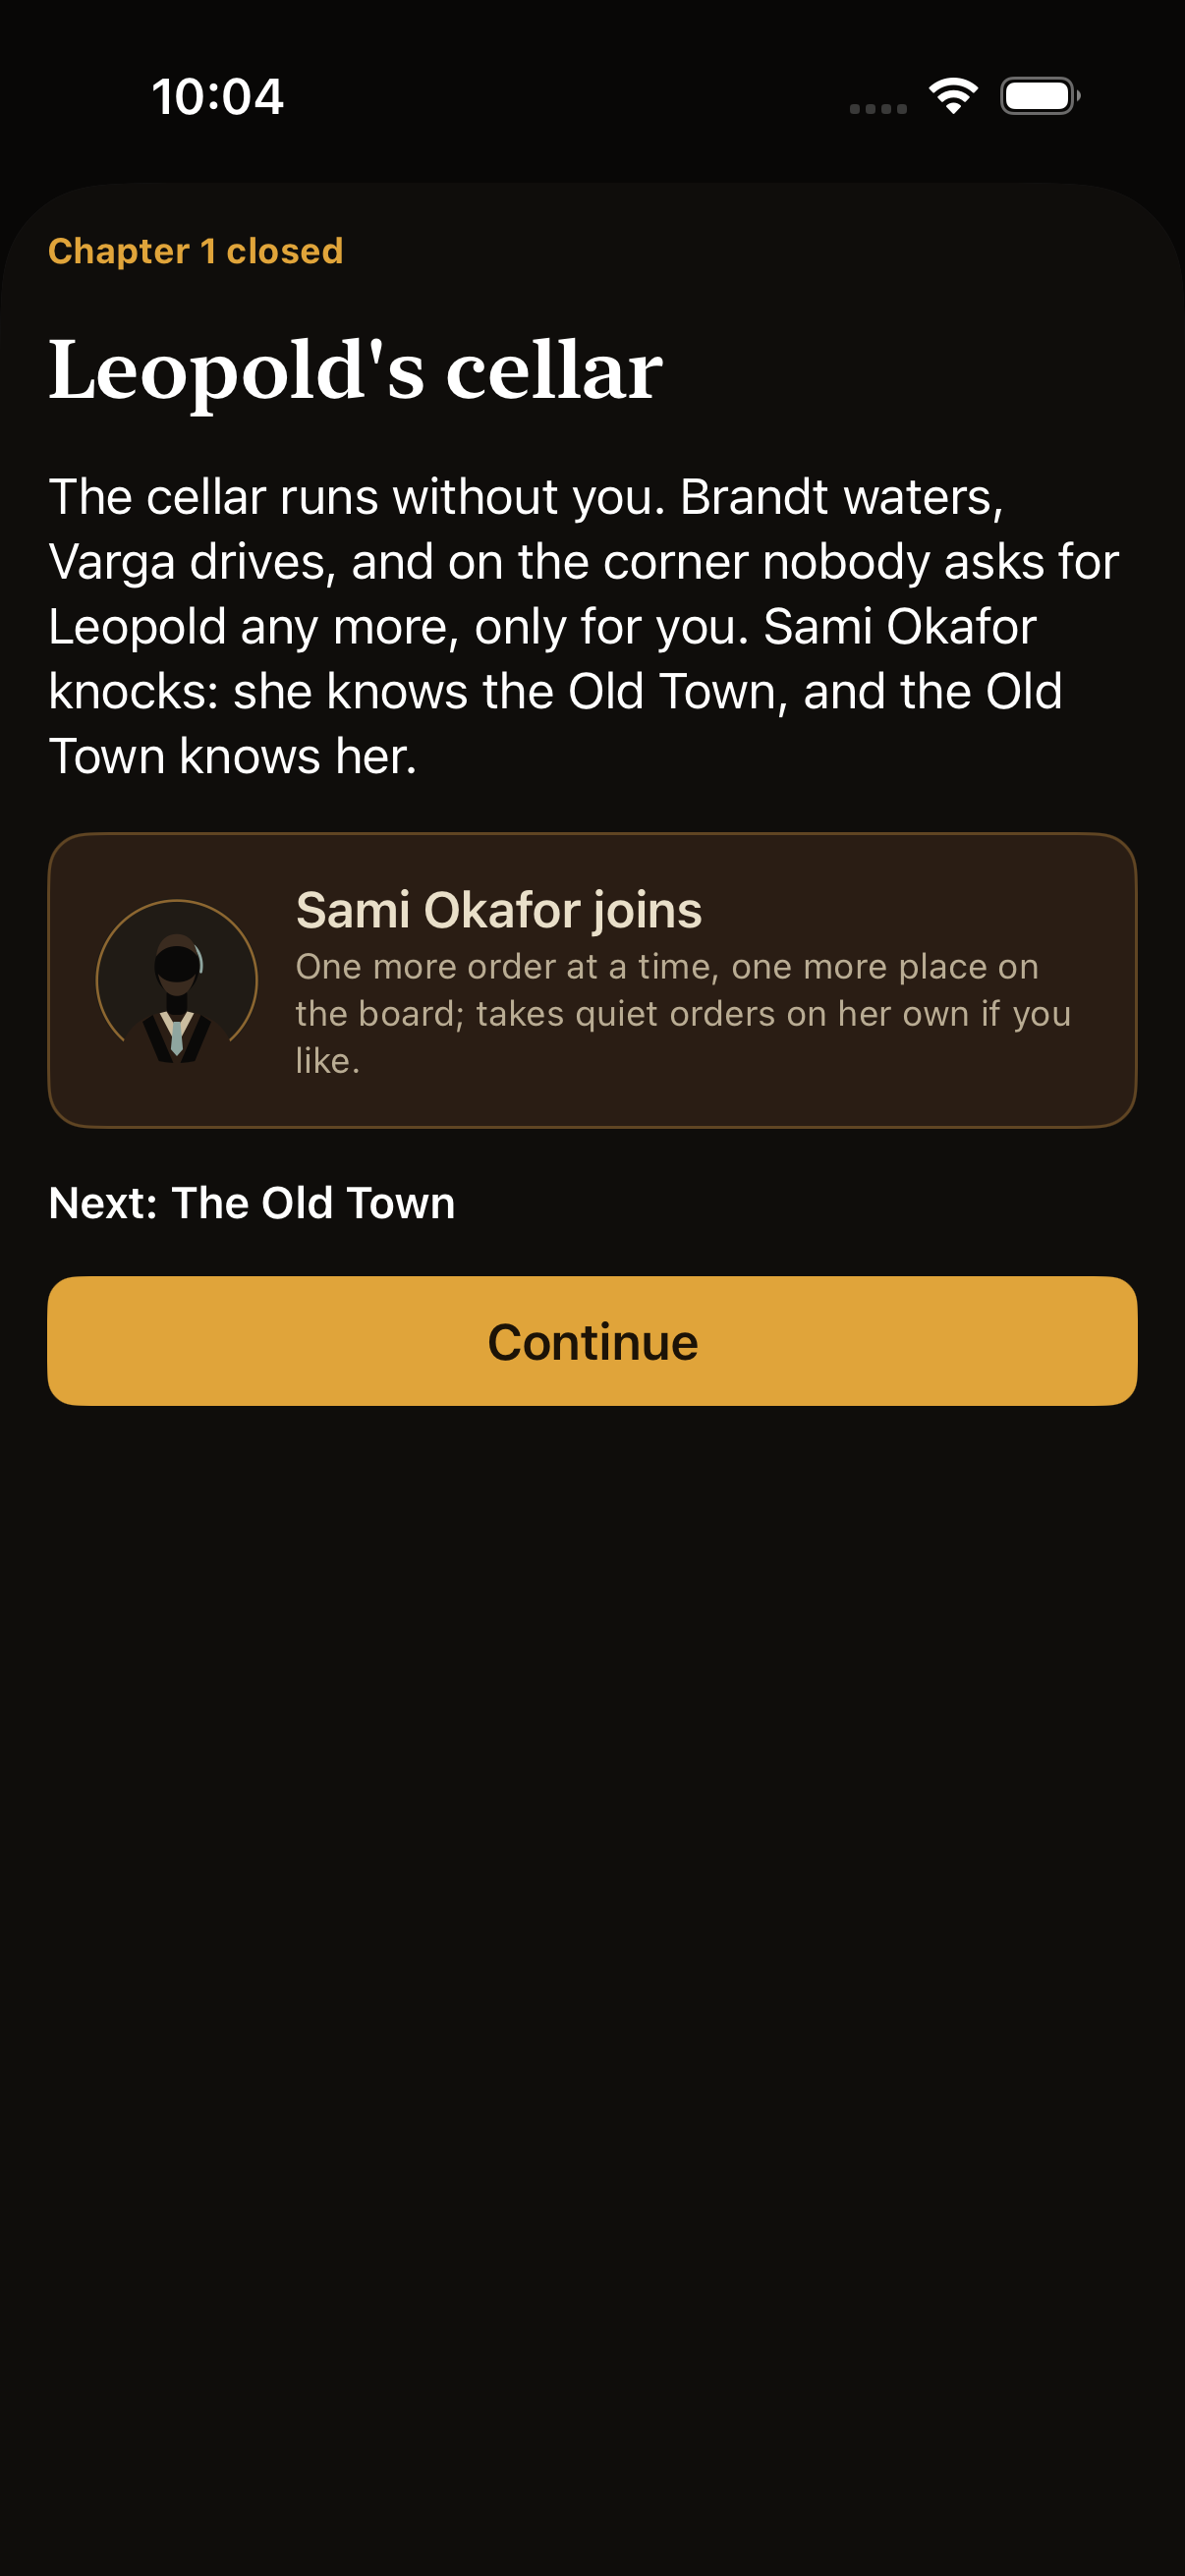 10:04
Chapter 1 closed
Leopold's cellar
The cellar runs without you. Brandt waters,
Varga drives, and on the corner nobody asks for
Leopold any more, only for you. Sami Okafor
knocks: she knows the Old Town, and the Old
Town knows her.
Sami Okafor joins
One more order at a time, one more place on
the board; takes quiet orders on her own if you
like.
Next: The Old Town
Continue